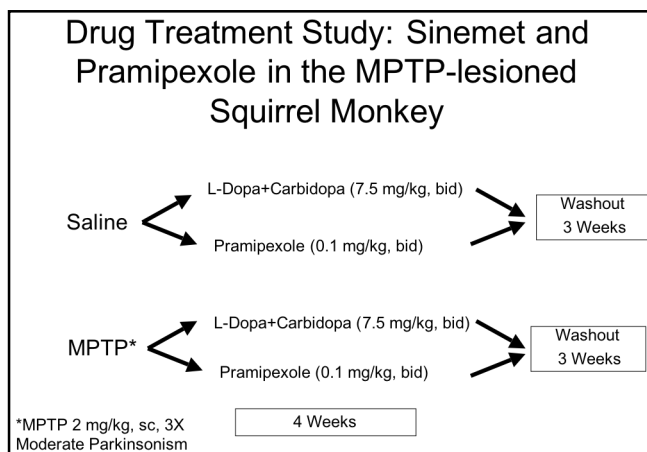 Drug Treatment Study: Sinemet and
Pramipexole in the MPTP-lesioned
Squirrel Monkey
Saline
L-Dopa+Carbidopa (7.5 mg/kg, bid)
Pramipexole (0.1 mg/kg, bid)
Washout
3 Weeks
MPTP*
L-Dopa+Carbidopa (7.5 mg/kg, bid)
Pramipexole (0.1 mg/kg, bid)
Washout
3 Weeks
*MPTP 2 mg/kg, sc, 3X
Moderate Parkinsonism
4 Weeks